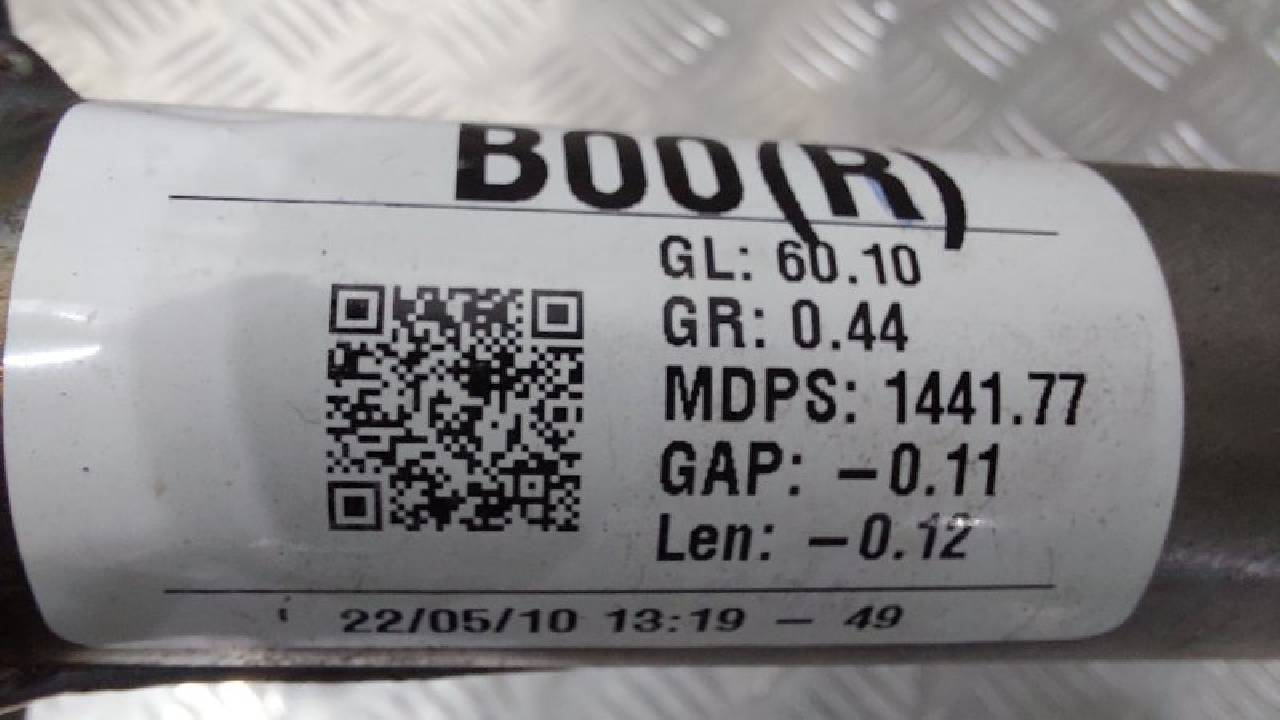 B00(R)
GL: 60.10
GR: 0.44
MDPS: 1441.77
GAP: -0.11
Len: -0.12
22/05/10 13:19 - 49